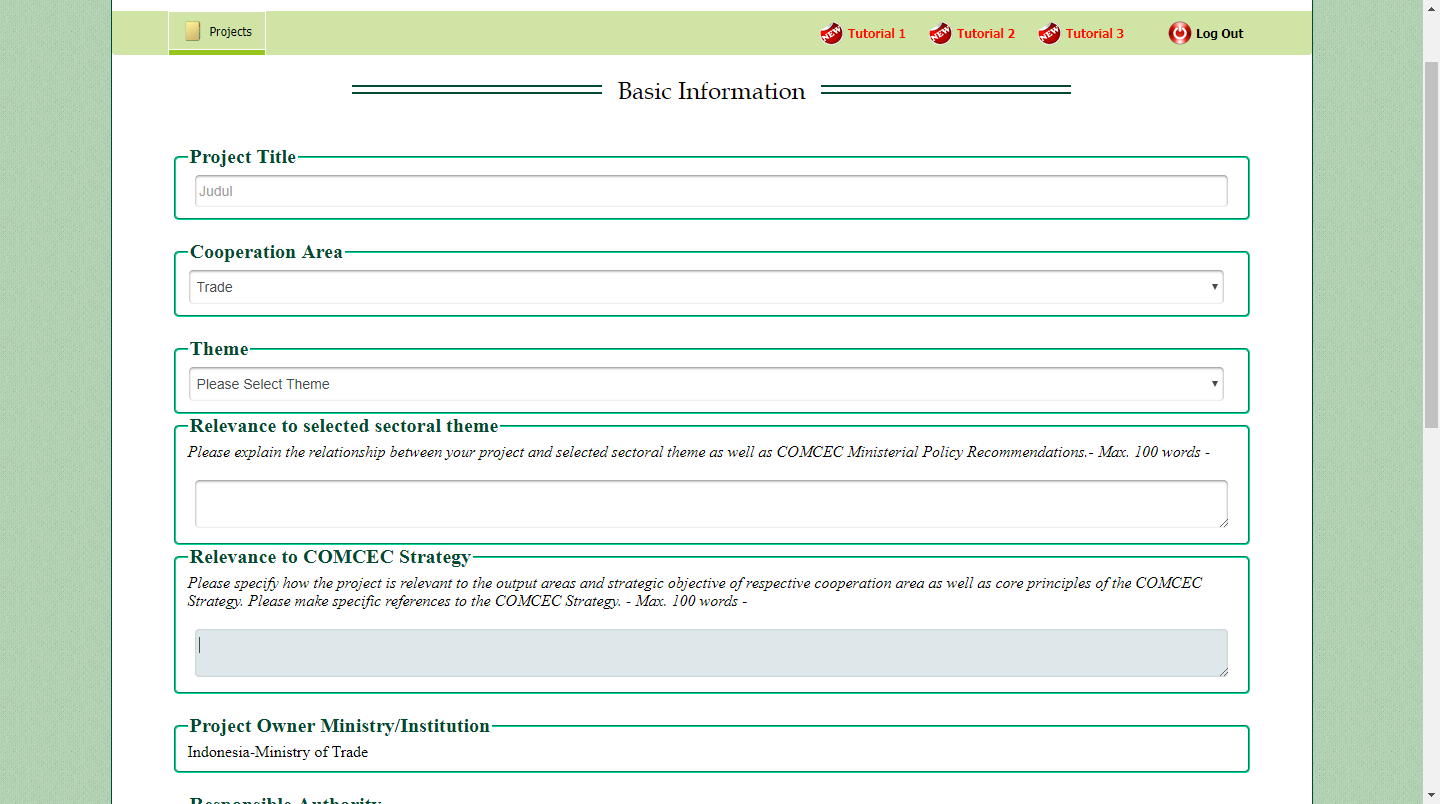 Projects
NEW Tutorial 1 NEW Tutorial 2 NEW Tutorial 3 Log Out
Basic Information
Project Title
Judul
Cooperation Area
Trade
Theme
Please Select Theme
Relevance to selected sectoral theme
Please explain the relationship between your project and selected sectoral theme as well as COMCEC Ministerial Policy Recommendations.- Max. 100 words -
Relevance to COMCEC Strategy
Please specify how the project is relevant to the output areas and strategic objective of respective cooperation area as well as core principles of the COMCEC
Strategy. Please make specific references to the COMCEC Strategy. - Max. 100 words -
Project Owner Ministry/Institution
Indonesia-Ministry of Trade
Responsible Authority